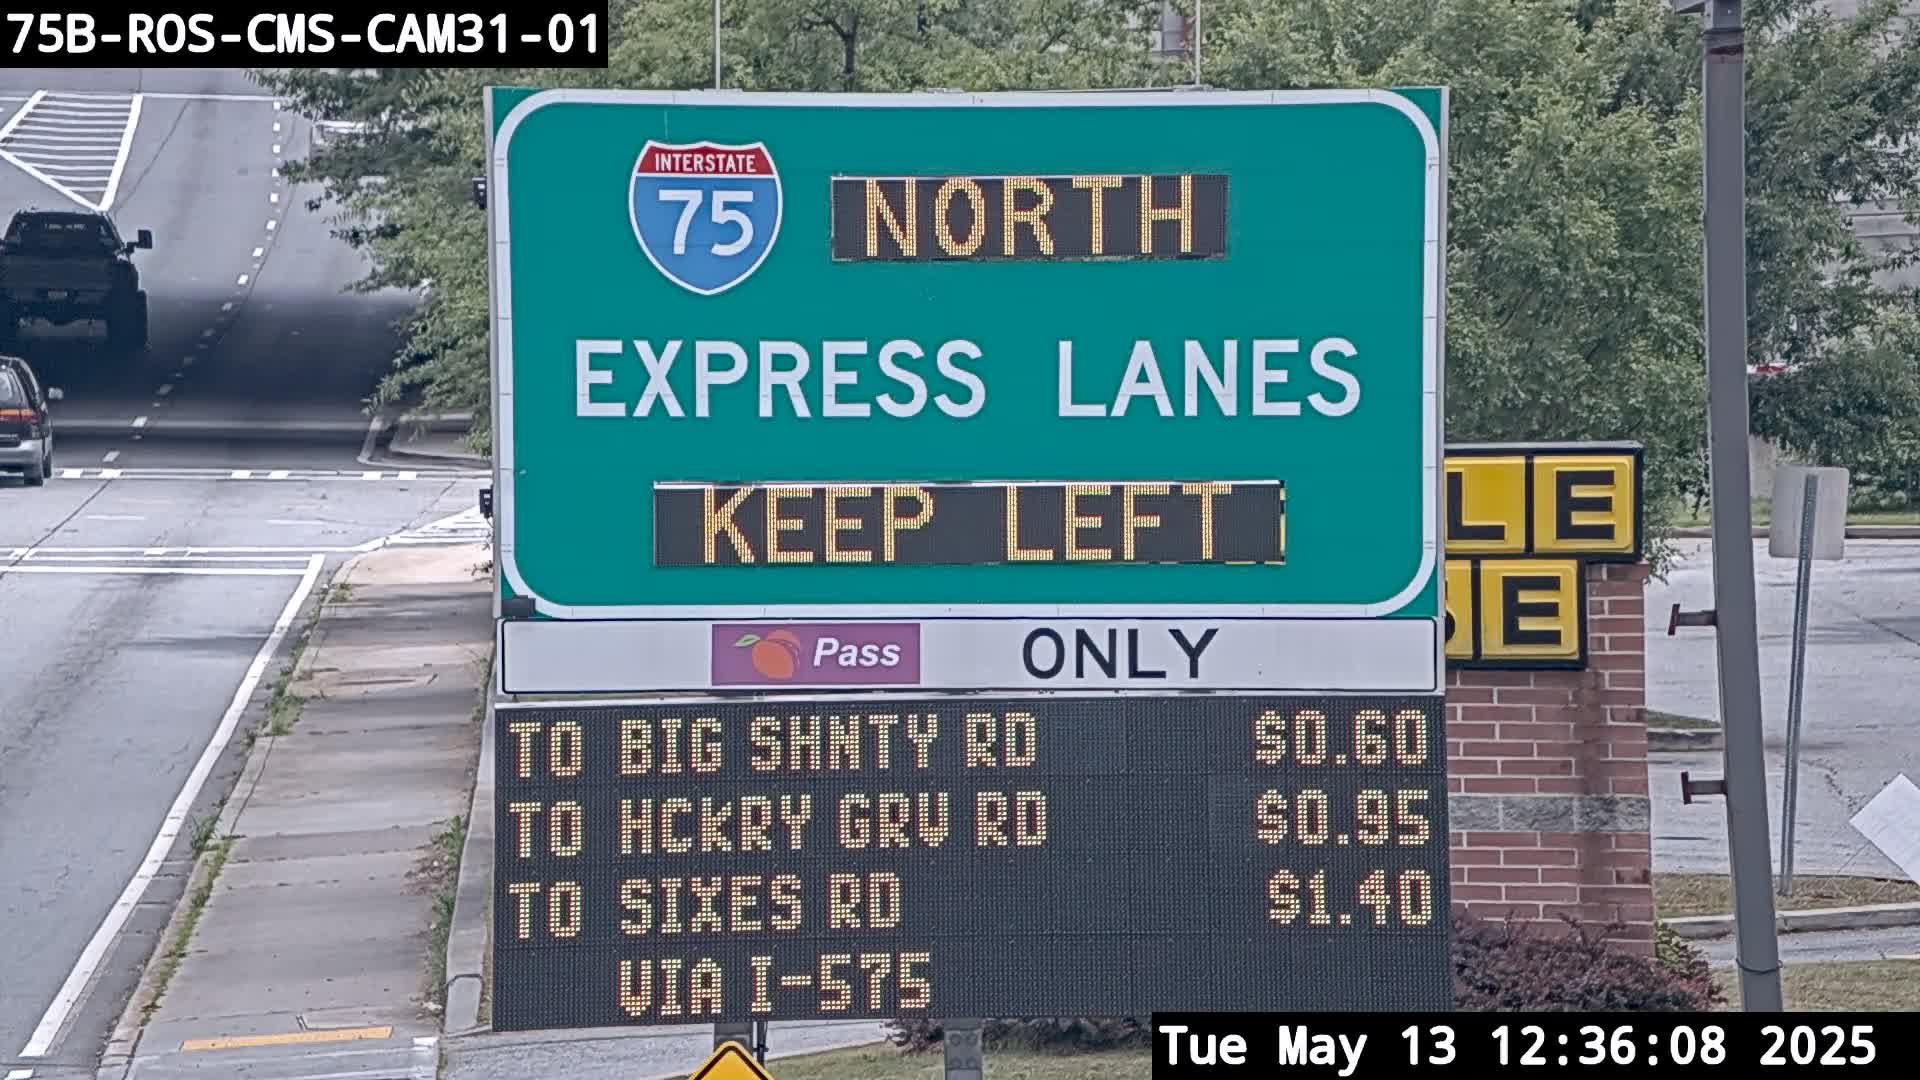 75B-ROS-CMS-CAM31-01
INTERSTATE
75
NORTH
EXPRESS LANES
KEEP LEFT
LE
E
Pass ONLY
TO BIG SHNTY RD $0.60
TO HCKRY GRV RD $0.95
TO SIXES RD $1.40
VIA I-575
Tue May 13 12:36:08 2025